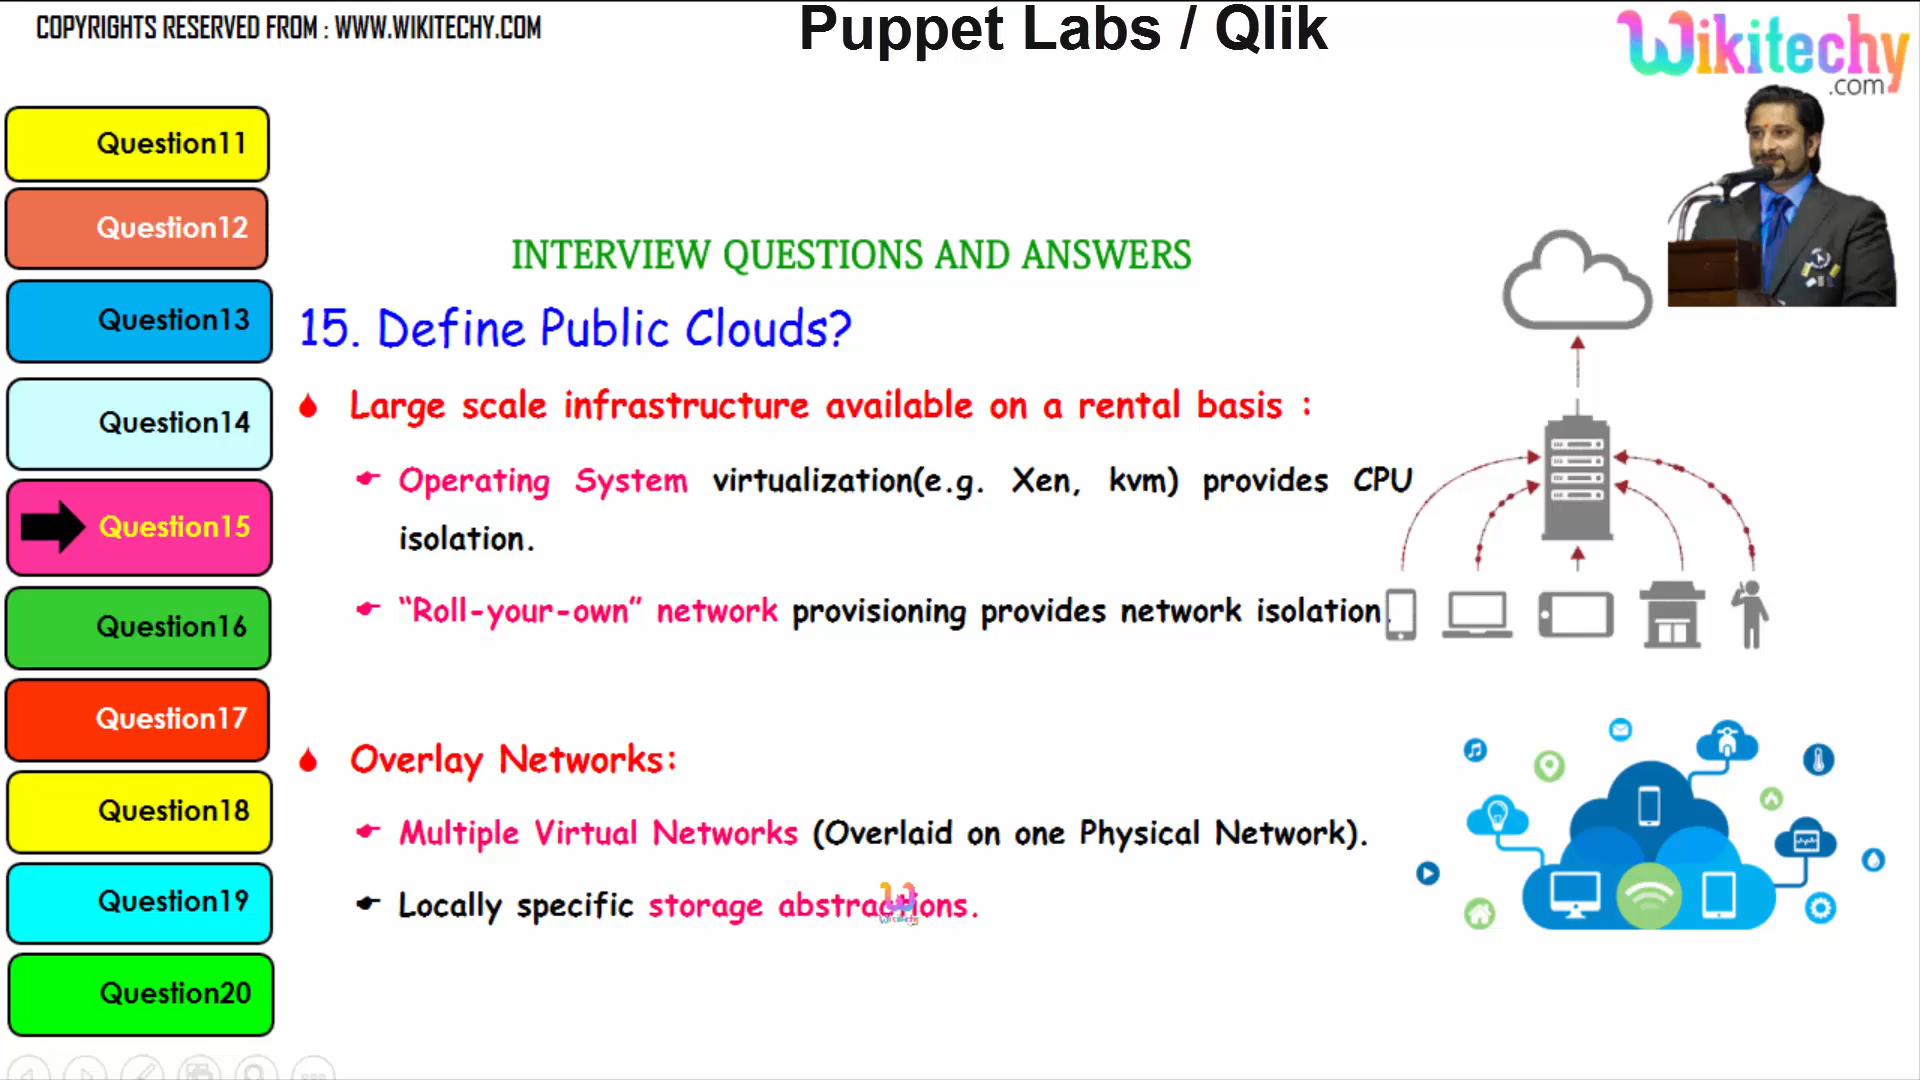 COPYRIGHTS RESERVED FROM : WWW.WIKITECHY.COM
Puppet Labs / Qlik
Wikitechy
.com
Question11
Question12
Question13
Question14
Question15
Question16
Question17
Question18
Question19
Question20
INTERVIEW QUESTIONS AND ANSWERS
15. Define Public Clouds?
Large scale infrastructure available on a rental basis :
Operating System virtualization(e.g. Xen, kvm) provides CPU
isolation.
“Roll-your-own” network provisioning provides network isolation.
Overlay Networks:
Multiple Virtual Networks (Overlaid on one Physical Network).
Locally specific storage abstractions.
Wikitechy